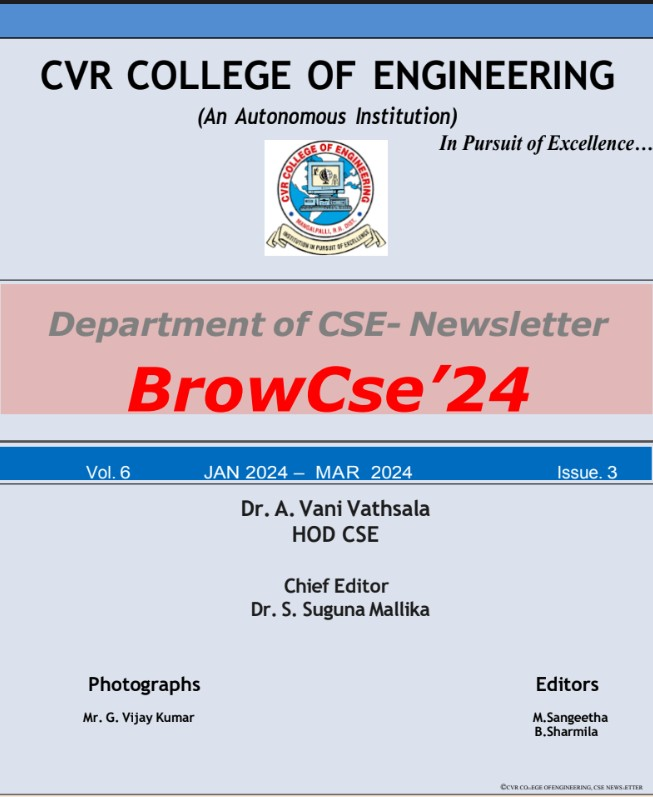 CVR COLLEGE OF ENGINEERING
(An Autonomous Institution)
In Pursuit of Excellence...
CVR COLLEGE OF ENGINEERING
MANGALPALLI, R.R. DIST.
INSTITUTION IN PURSUIT OF EXCELLENCE
Department of CSE- Newsletter
BrowCse’24
Vol. 6 JAN 2024 – MAR 2024 Issue. 3
Dr. A. Vani Vathsala
HOD CSE
Chief Editor
Dr. S. Suguna Mallika
Photographs Editors
Mr. G. Vijay Kumar M.Sangeetha
B.Sharmila
©CVR COLLEGE OFENGINEERING, CSE NEWSLETTER